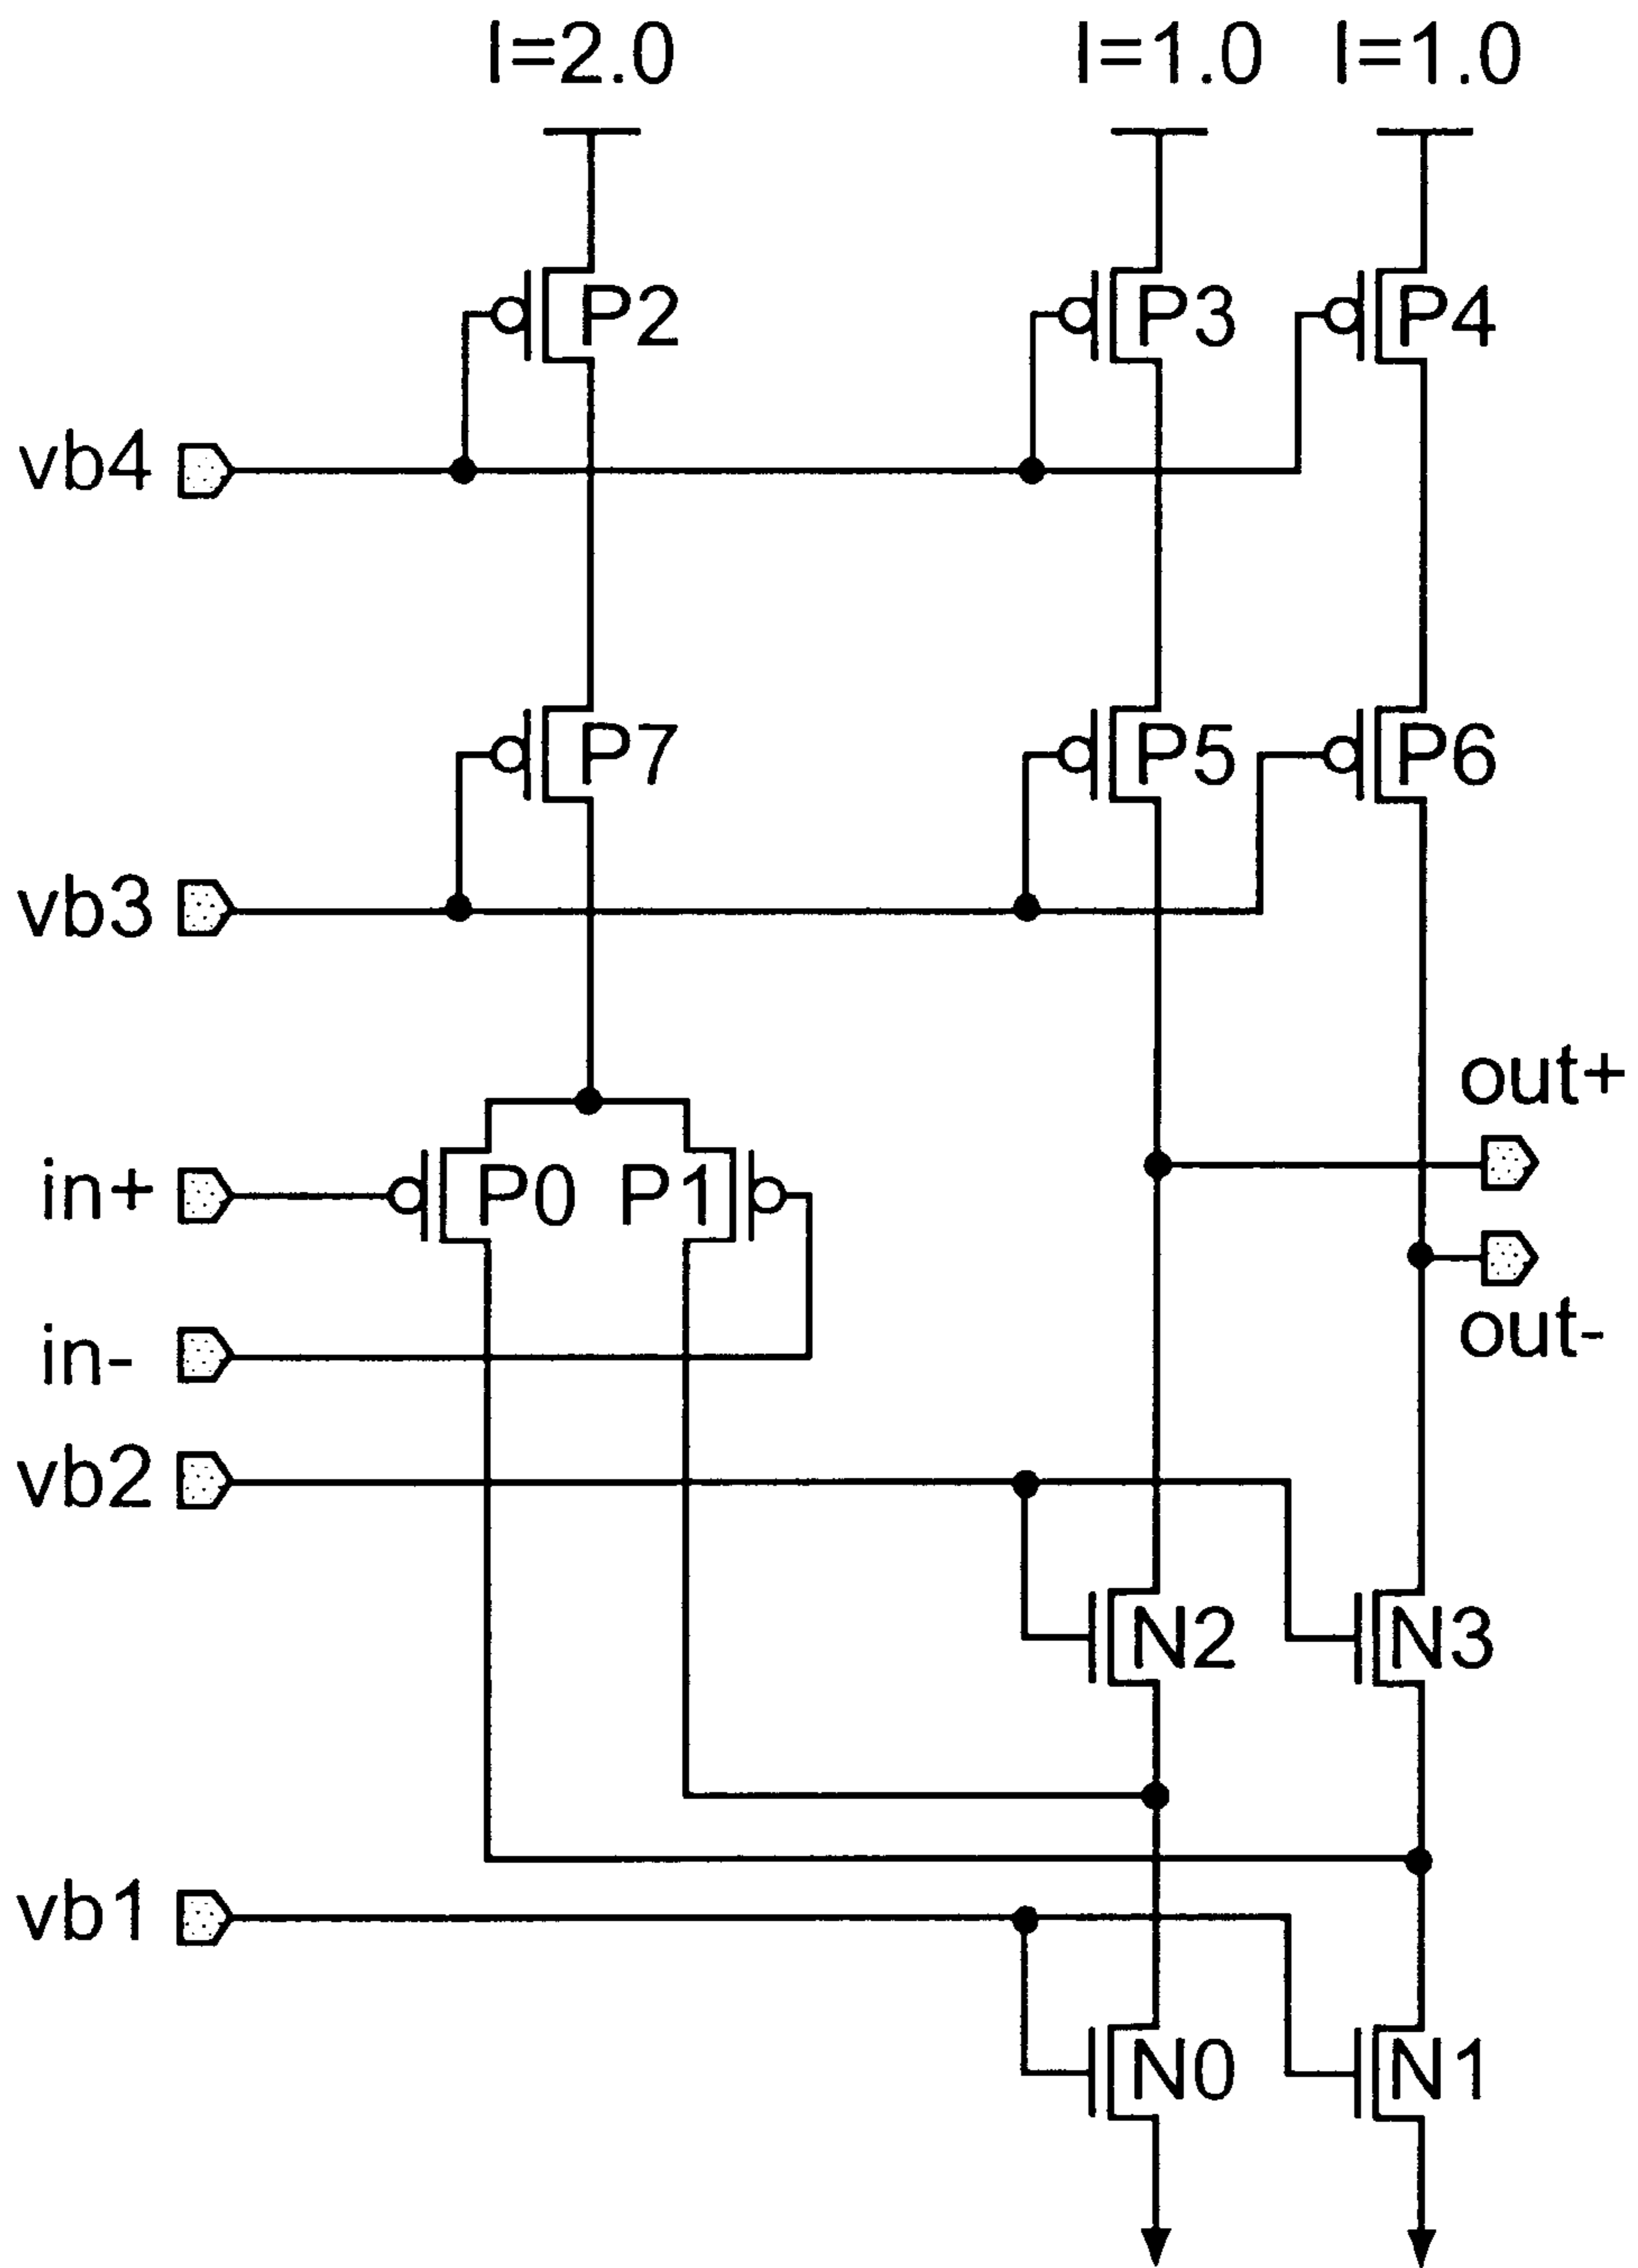 I=2.0 I=1.0 I=1.0
P2 P3 P4
vb4
P7 P5 P6
vb3
out+
in+ P0 P1
out-
in-
vb2
N2 N3
vb1
N0 N1